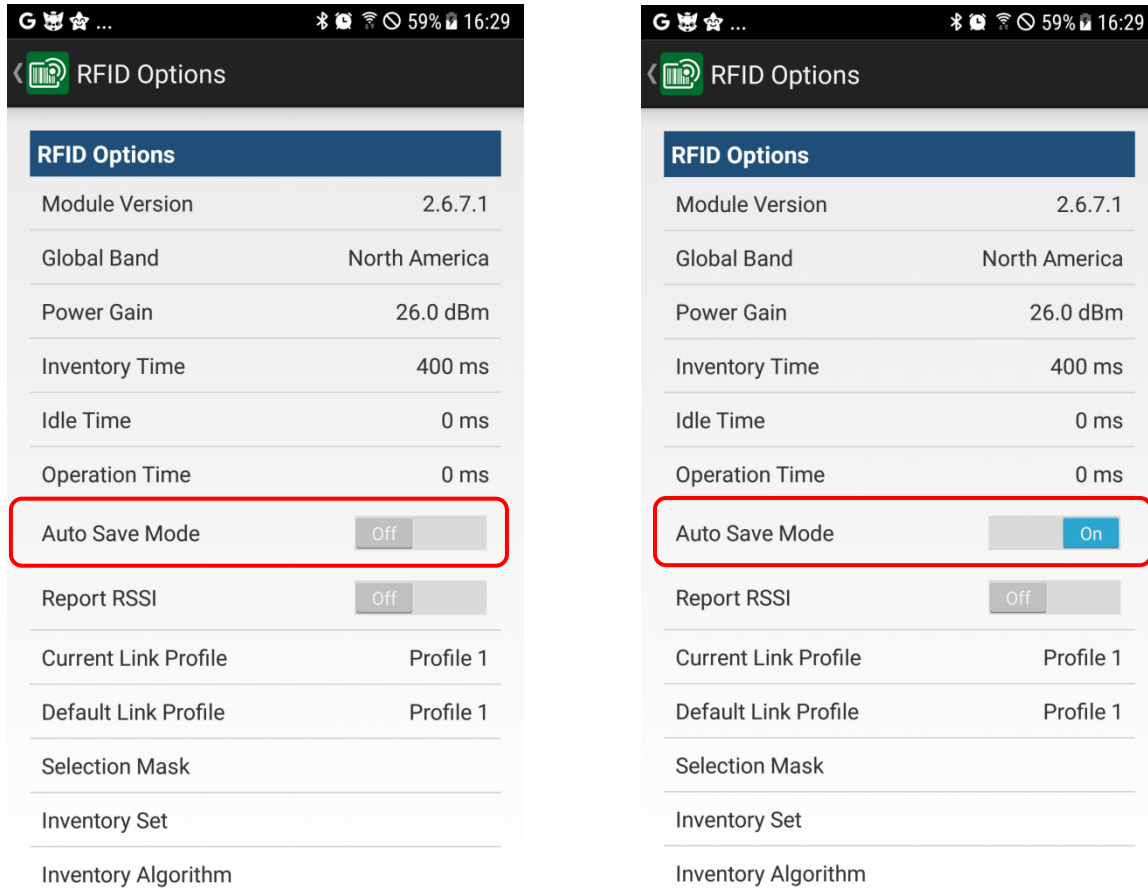 G ... 59% 16:29
RFID Options
RFID Options
Module Version 2.6.7.1
Global Band North America
Power Gain 26.0 dBm
Inventory Time 400 ms
Idle Time 0 ms
Operation Time 0 ms
Auto Save Mode Off
Report RSSI Off
Current Link Profile Profile 1
Default Link Profile Profile 1
Selection Mask
Inventory Set
Inventory Algorithm
G ... 59% 16:29
RFID Options
RFID Options
Module Version 2.6.7.1
Global Band North America
Power Gain 26.0 dBm
Inventory Time 400 ms
Idle Time 0 ms
Operation Time 0 ms
Auto Save Mode On
Report RSSI Off
Current Link Profile Profile 1
Default Link Profile Profile 1
Selection Mask
Inventory Set
Inventory Algorithm